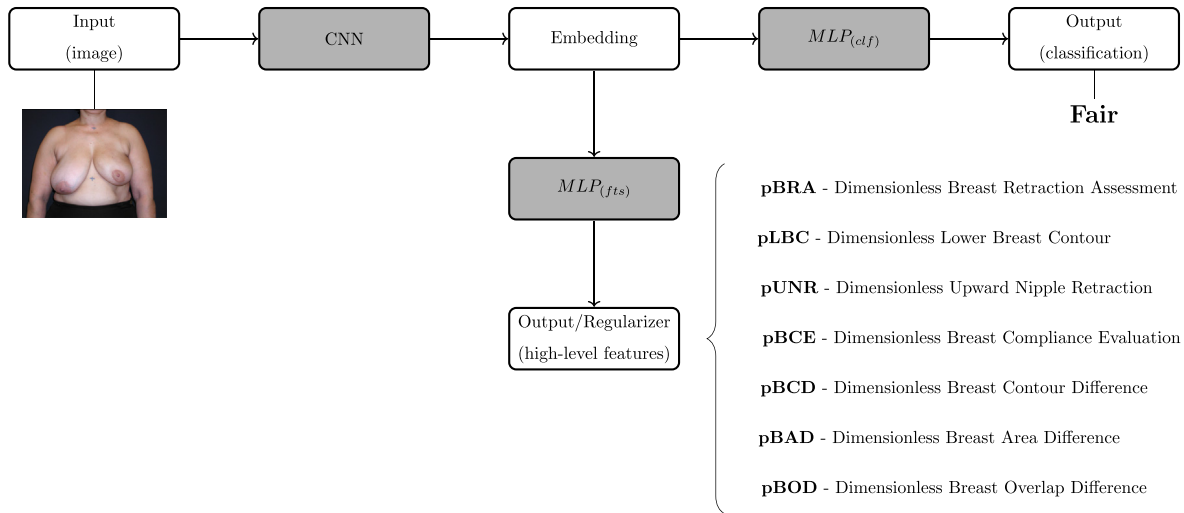 Input
(image)
CNN
Embedding
MLP(clf)
Output
(classification)
Fair
MLP(fts)
Output/Regularizer
(high-level features)
pBRA - Dimensionless Breast Retraction Assessment
pLBC - Dimensionless Lower Breast Contour
pUNR - Dimensionless Upward Nipple Retraction
pBCE - Dimensionless Breast Compliance Evaluation
pBCD - Dimensionless Breast Contour Difference
pBAD - Dimensionless Breast Area Difference
pBOD - Dimensionless Breast Overlap Difference